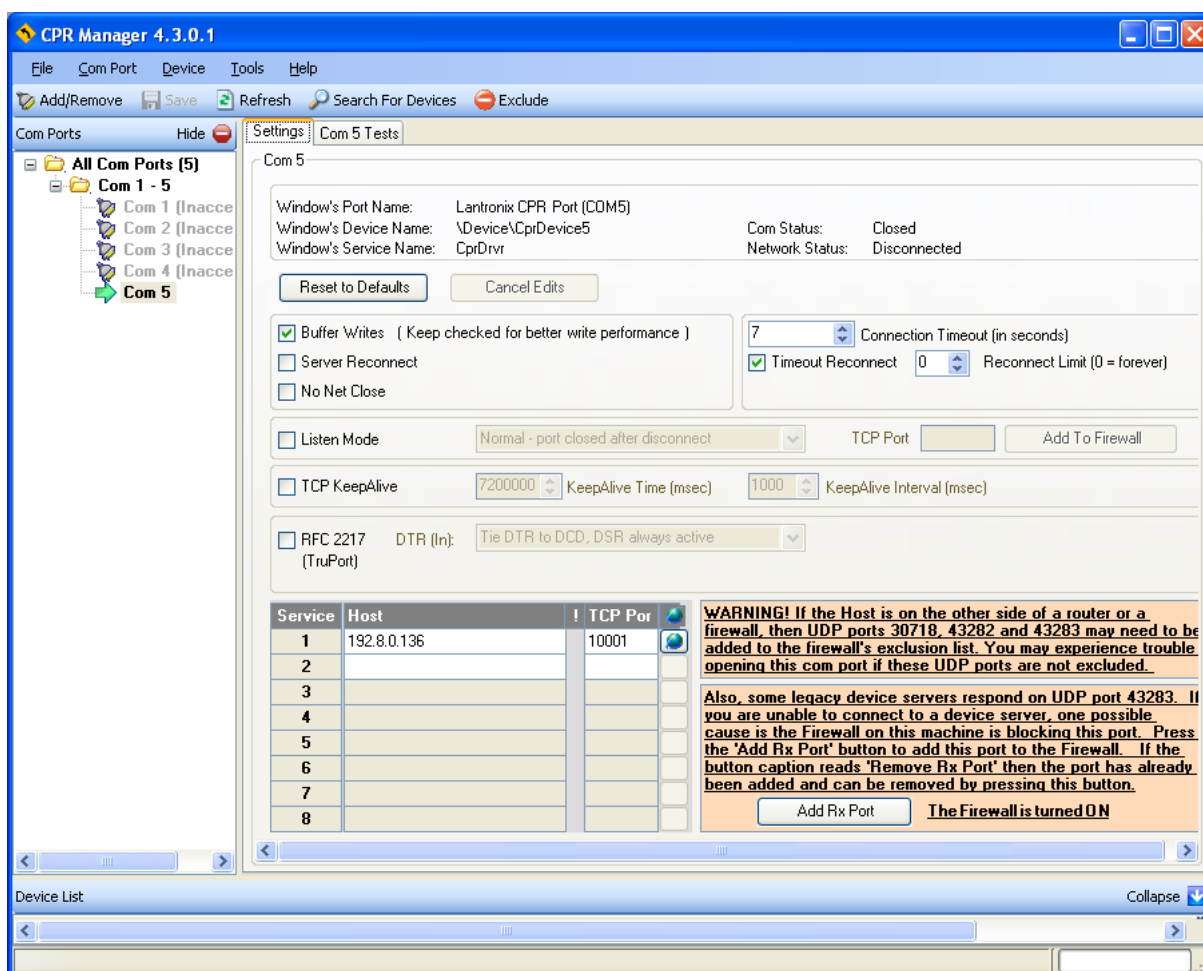 CPR Manager 4.3.0.1
File Com Port Device Tools Help
Add/Remove Save Refresh Search For Devices Exclude
Com Ports Hide
All Com Ports (5)
Com 1 - 5
Com 1 (Inacce
Com 2 (Inacce
Com 3 (Inacce
Com 4 (Inacce
Com 5
Settings Com 5 Tests
Com 5
Window's Port Name: Lantronix CPR Port (COM5)
Window's Device Name: \Device\CprDevice5 Com Status: Closed
Window's Service Name: CprDrvr Network Status: Disconnected
Reset to Defaults Cancel Edits
Buffer Writes ( Keep checked for better write performance )
Server Reconnect
No Net Close
7 Connection Timeout (in seconds)
Timeout Reconnect 0 Reconnect Limit (0 = forever)
Listen Mode Normal - port closed after disconnect TCP Port Add To Firewall
TCP KeepAlive 7200000 KeepAlive Time (msec) 1000 KeepAlive Interval (msec)
RFC 2217 DTR (In): Tie DTR to DCD, DSR always active
(TruPort)
Service Host ! TCP Por
1 192.8.0.136 10001
2
3
4
5
6
7
8
WARNING! If the Host is on the other side of a router or a
firewall, then UDP ports 30718, 43282 and 43283 may need to be
added to the firewall's exclusion list. You may experience trouble
opening this com port if these UDP ports are not excluded.
Also, some legacy device servers respond on UDP port 43283. If
you are unable to connect to a device server, one possible
cause is the Firewall on this machine is blocking this port. Press
the 'Add Rx Port' button to add this port to the Firewall. If the
button caption reads 'Remove Rx Port' then the port has already
been added and can be removed by pressing this button.
Add Rx Port The Firewall is turned ON
Device List Collapse